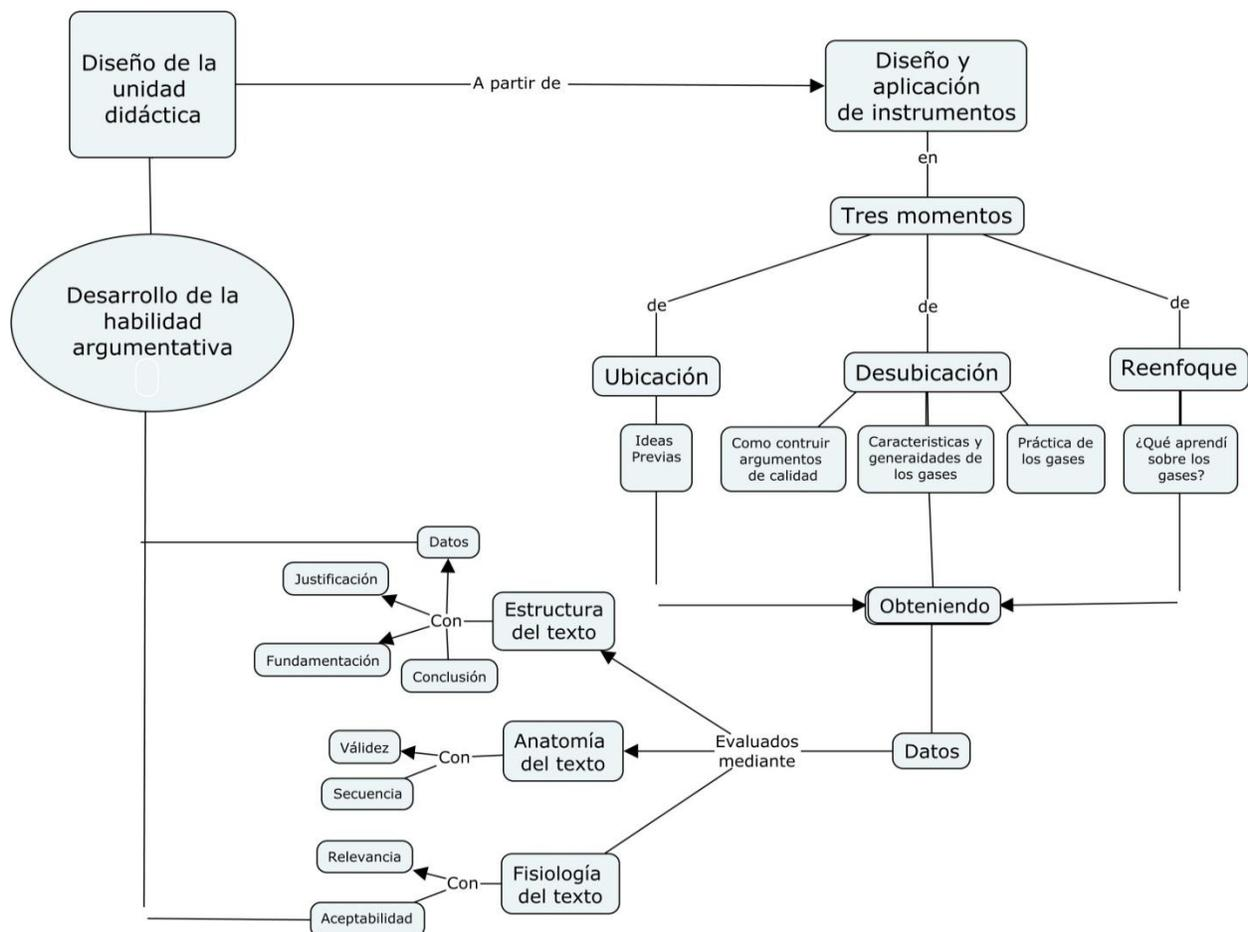 Diseño de la
unidad
didáctica
A partir de
Diseño y
aplicación
de instrumentos
en
Tres momentos
de
de
de
Ubicación
Desubicación
Reenfoque
Ideas
Previas
Como contruir
argumentos
de calidad
Caracteristicas y
generaidades de
los gases
Práctica de
los gases
¿Qué aprendí
sobre los
gases?
Desarrollo de la
habilidad
argumentativa
Obteniendo
Datos
Evaluados
mediante
Estructura
del texto
Con
Datos
Justificación
Fundamentación
Conclusión
Anatomía
del texto
Con
Válidez
Secuencia
Fisiología
del texto
Con
Relevancia
Aceptabilidad